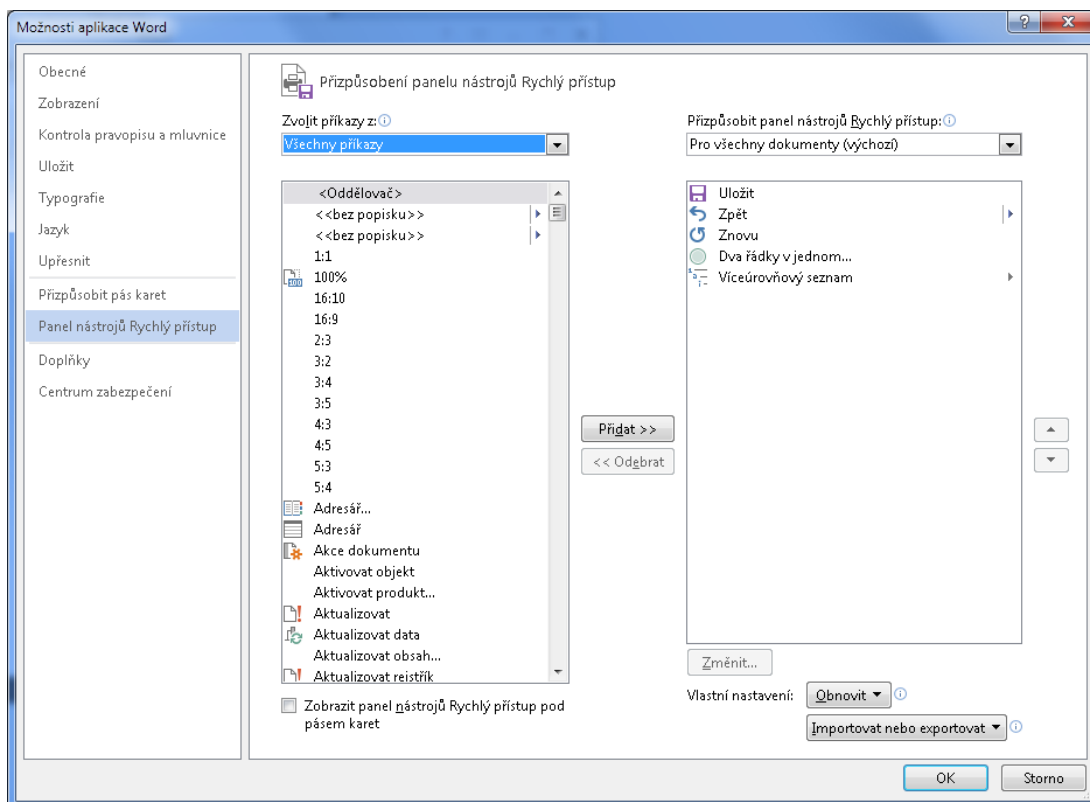 Možnosti aplikace Word
Obecné
Zobrazení
Kontrola pravopisu a mluvnice
Uložit
Typografie
Jazyk
Upřesnit
Přizpůsobit pás karet
Panel nástrojů Rychlý přístup
Doplňky
Centrum zabezpečení
Přizpůsobení panelu nástrojů Rychlý přístup
Zvolit příkazy z:
Všechny příkazy
<Oddělovač>
<<bez popisku>>
<<bez popisku>>
1:1
100%
16:10
16:9
2:3
3:2
3:4
3:5
4:3
4:5
5:3
5:4
Adresář...
Adresář
Akce dokumentu
Aktivovat objekt
Aktivovat produkt...
Aktualizovat
Aktualizovat data
Aktualizovat obsah...
Aktualizovat rejstřík
Zobrazit panel nástrojů Rychlý přístup pod
pásem karet
Přidat >>
<< Odebrat
Přizpůsobit panel nástrojů Rychlý přístup:
Pro všechny dokumenty (výchozí)
Uložit
Zpět
Znovu
Dva řádky v jednom...
Víceúrovňový seznam
Změnit...
Vlastní nastavení:
Obnovit
Importovat nebo exportovat
OK
Storno